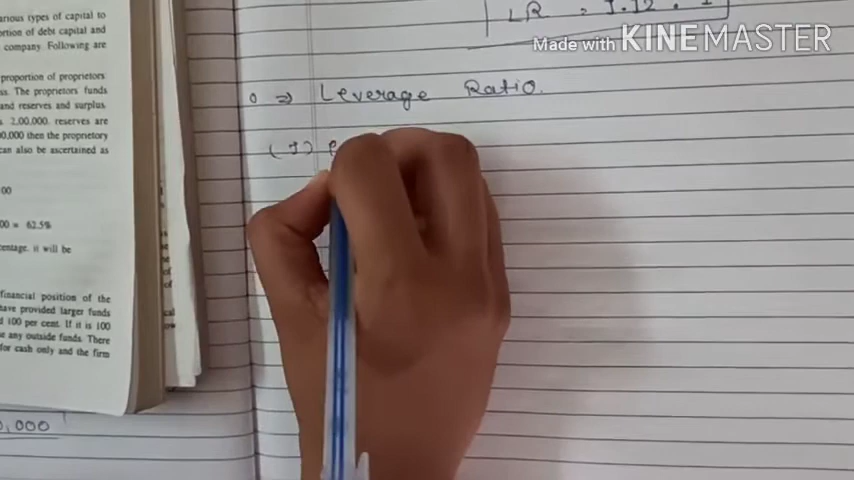 arious types of capital to
ortion of debt capital and
company. Following are
proportion of proprietors
ss. The proprietors funds
and reserves and surplus.
. 2,00,000, reserves are
00,000 then the proprietory
can also be ascertained as
00
00 = 62.5%
centage, it will be
financial position of the
have provided larger funds
d 100 per cent. If it is 100
e any outside funds. There
for cash only and the firm
0,000
LR = 1.12 : 1
Made with KINEMASTER
⇒ Leverage Ratio.
(1) P